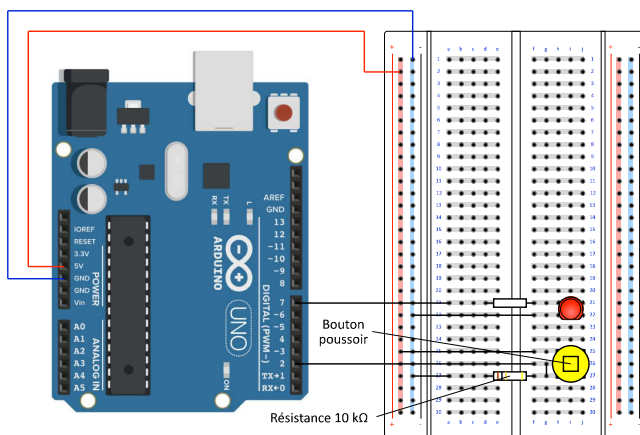 AREF
GND
13
12
~11
~10
~9
8
7
~6
~5
4
~3
2
TX→1
RX←0
RX
TX
L
ARDUINO
UNO
ON
DIGITAL (PWM~)
IOREF
RESET
3.3V
5V
GND
GND
Vin
POWER
A0
A1
A2
A3
A4
A5
ANALOG IN
Bouton
poussoir
Résistance 10 kΩ
+ - + -
a b c d e f g h i j